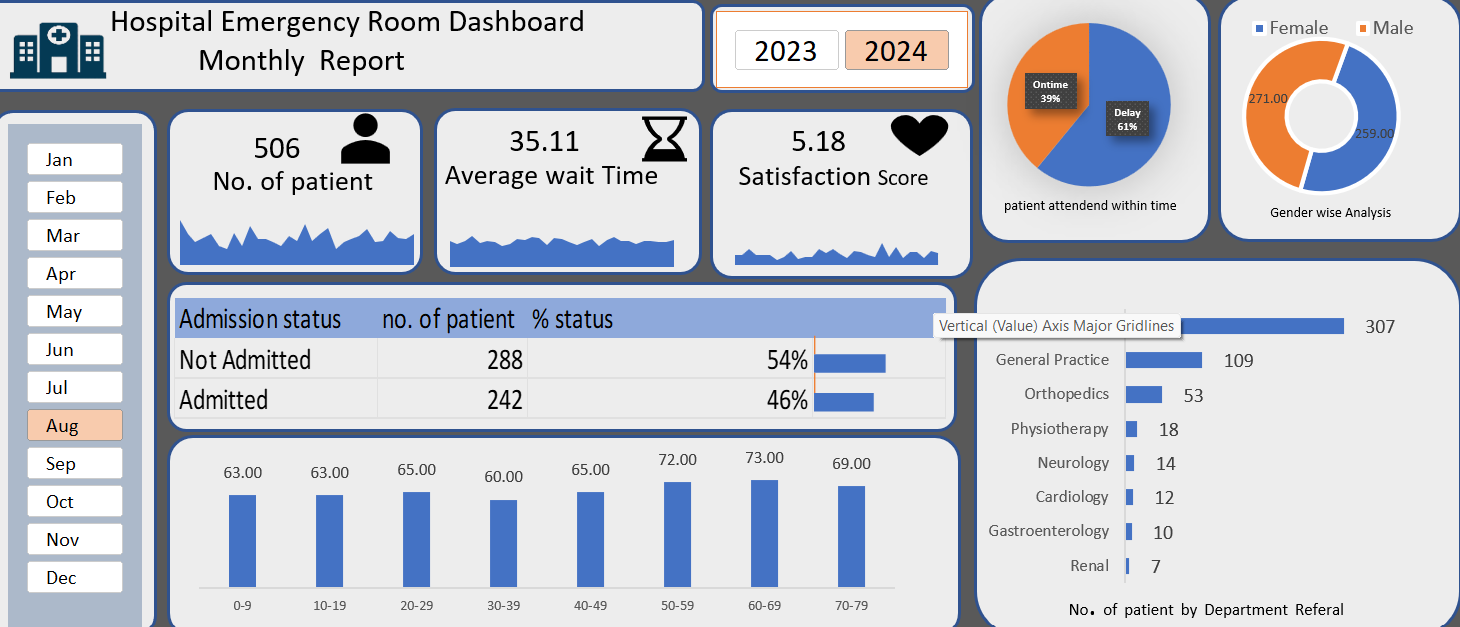 Hospital Emergency Room Dashboard
Monthly Report
2023
2024
Ontime
39%
Delay
61%
patient attendend within time
Female
Male
271.00
259.00
Gender wise Analysis
Jan
Feb
Mar
Apr
May
Jun
Jul
Aug
Sep
Oct
Nov
Dec
506
No. of patient
35.11
Average wait Time
5.18
Satisfaction Score
Admission status no. of patient % status
Not Admitted 288 54%
Admitted 242 46%
63.00
63.00
65.00
60.00
65.00
72.00
73.00
69.00
0-9
10-19
20-29
30-39
40-49
50-59
60-69
70-79
Vertical (Value) Axis Major Gridlines
307
General Practice 109
Orthopedics 53
Physiotherapy 18
Neurology 14
Cardiology 12
Gastroenterology 10
Renal 7
No. of patient by Department Referal